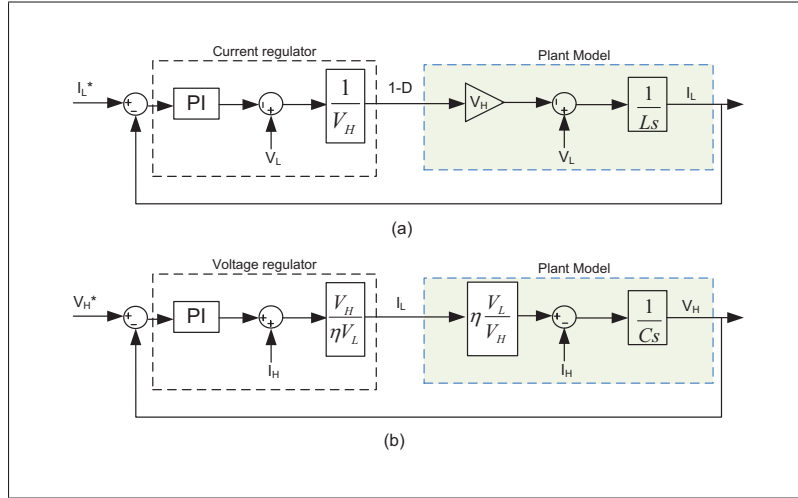 Current regulator
Plant Model
I_L*
PI
1
V_H
1-D
V_H
1
Ls
I_L
V_L
V_L
(a)
Voltage regulator
Plant Model
V_H*
PI
V_H
ηV_L
I_L
η V_L
V_H
1
Cs
V_H
I_H
I_H
(b)